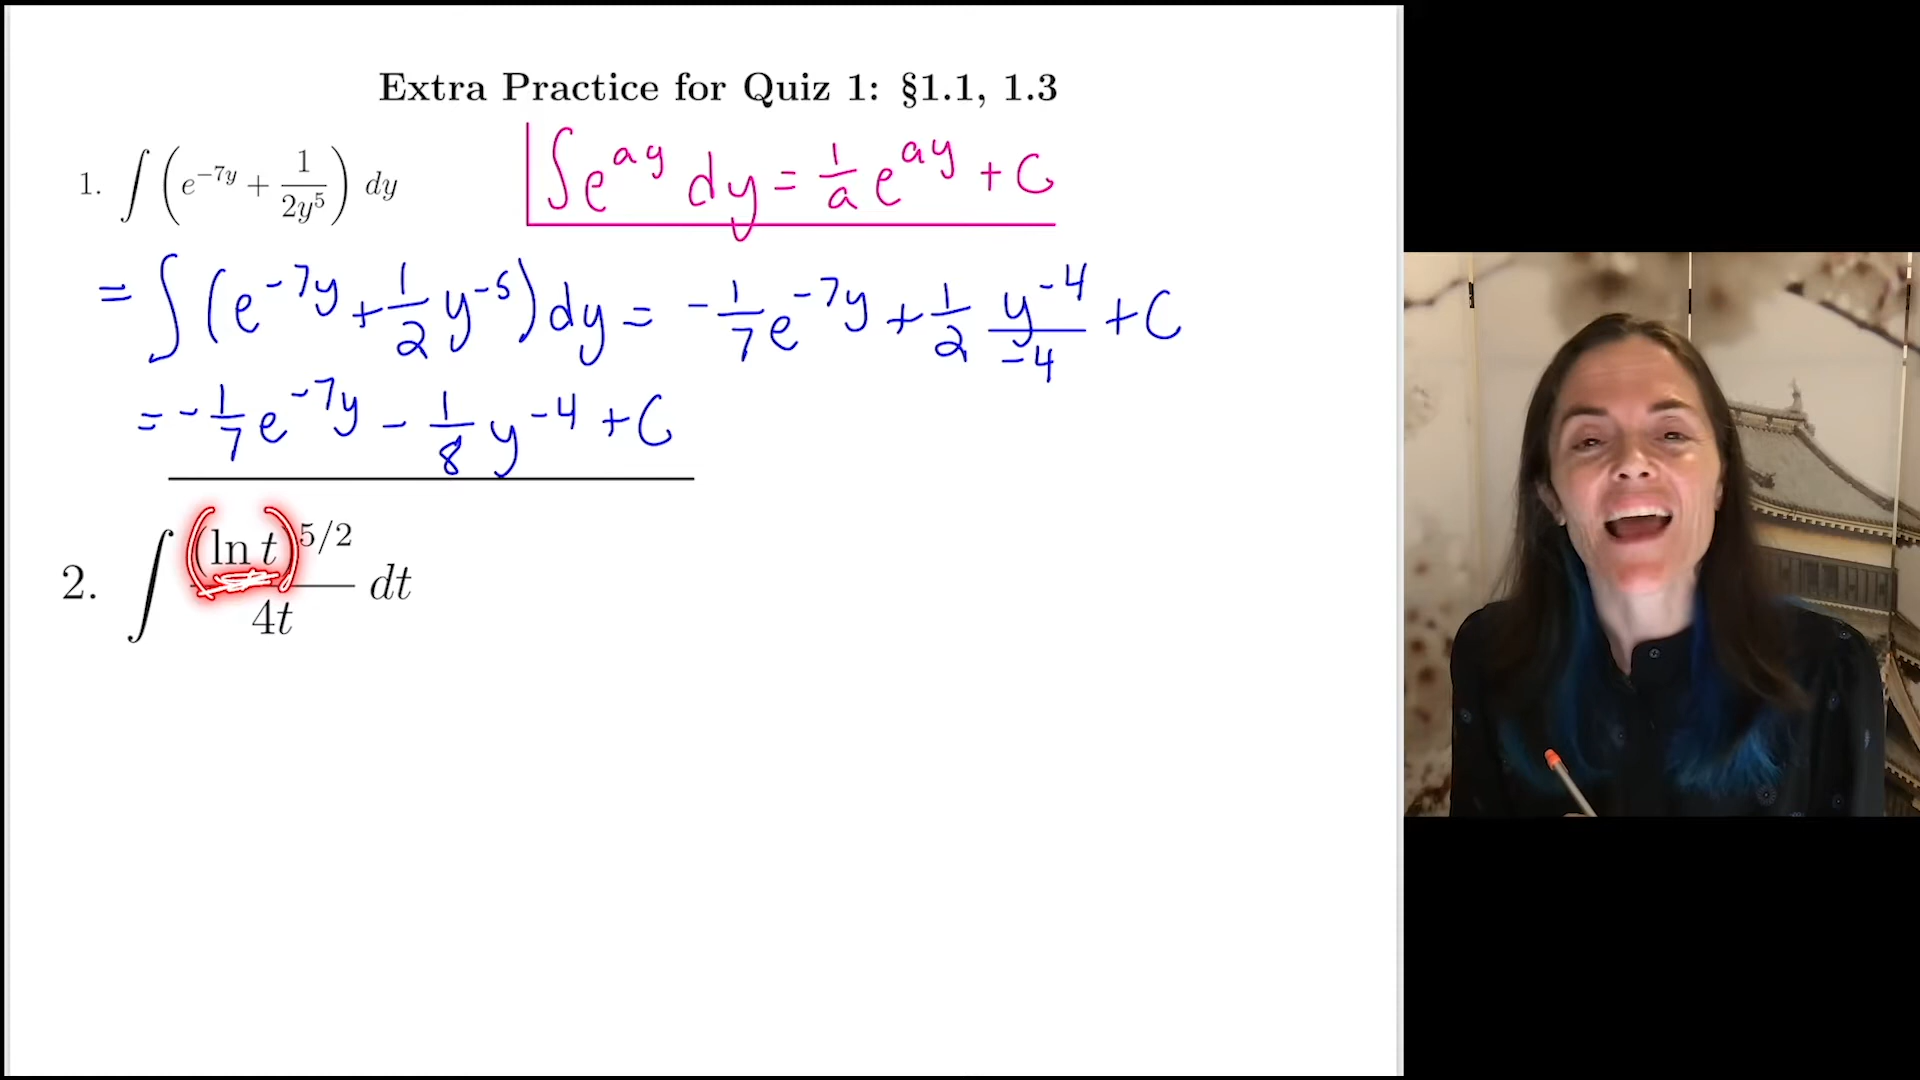 Extra Practice for Quiz 1: §1.1, 1.3
1. ∫ (e^{-7y} + 1/(2y^5)) dy
∫ e^{ay} dy = 1/a e^{ay} + C
= ∫ (e^{-7y} + 1/2 y^{-5}) dy = -1/7 e^{-7y} + 1/2 y^{-4}/-4 + C
= -1/7 e^{-7y} - 1/8 y^{-4} + C
2. ∫ (ln t)^{5/2}/(4t) dt